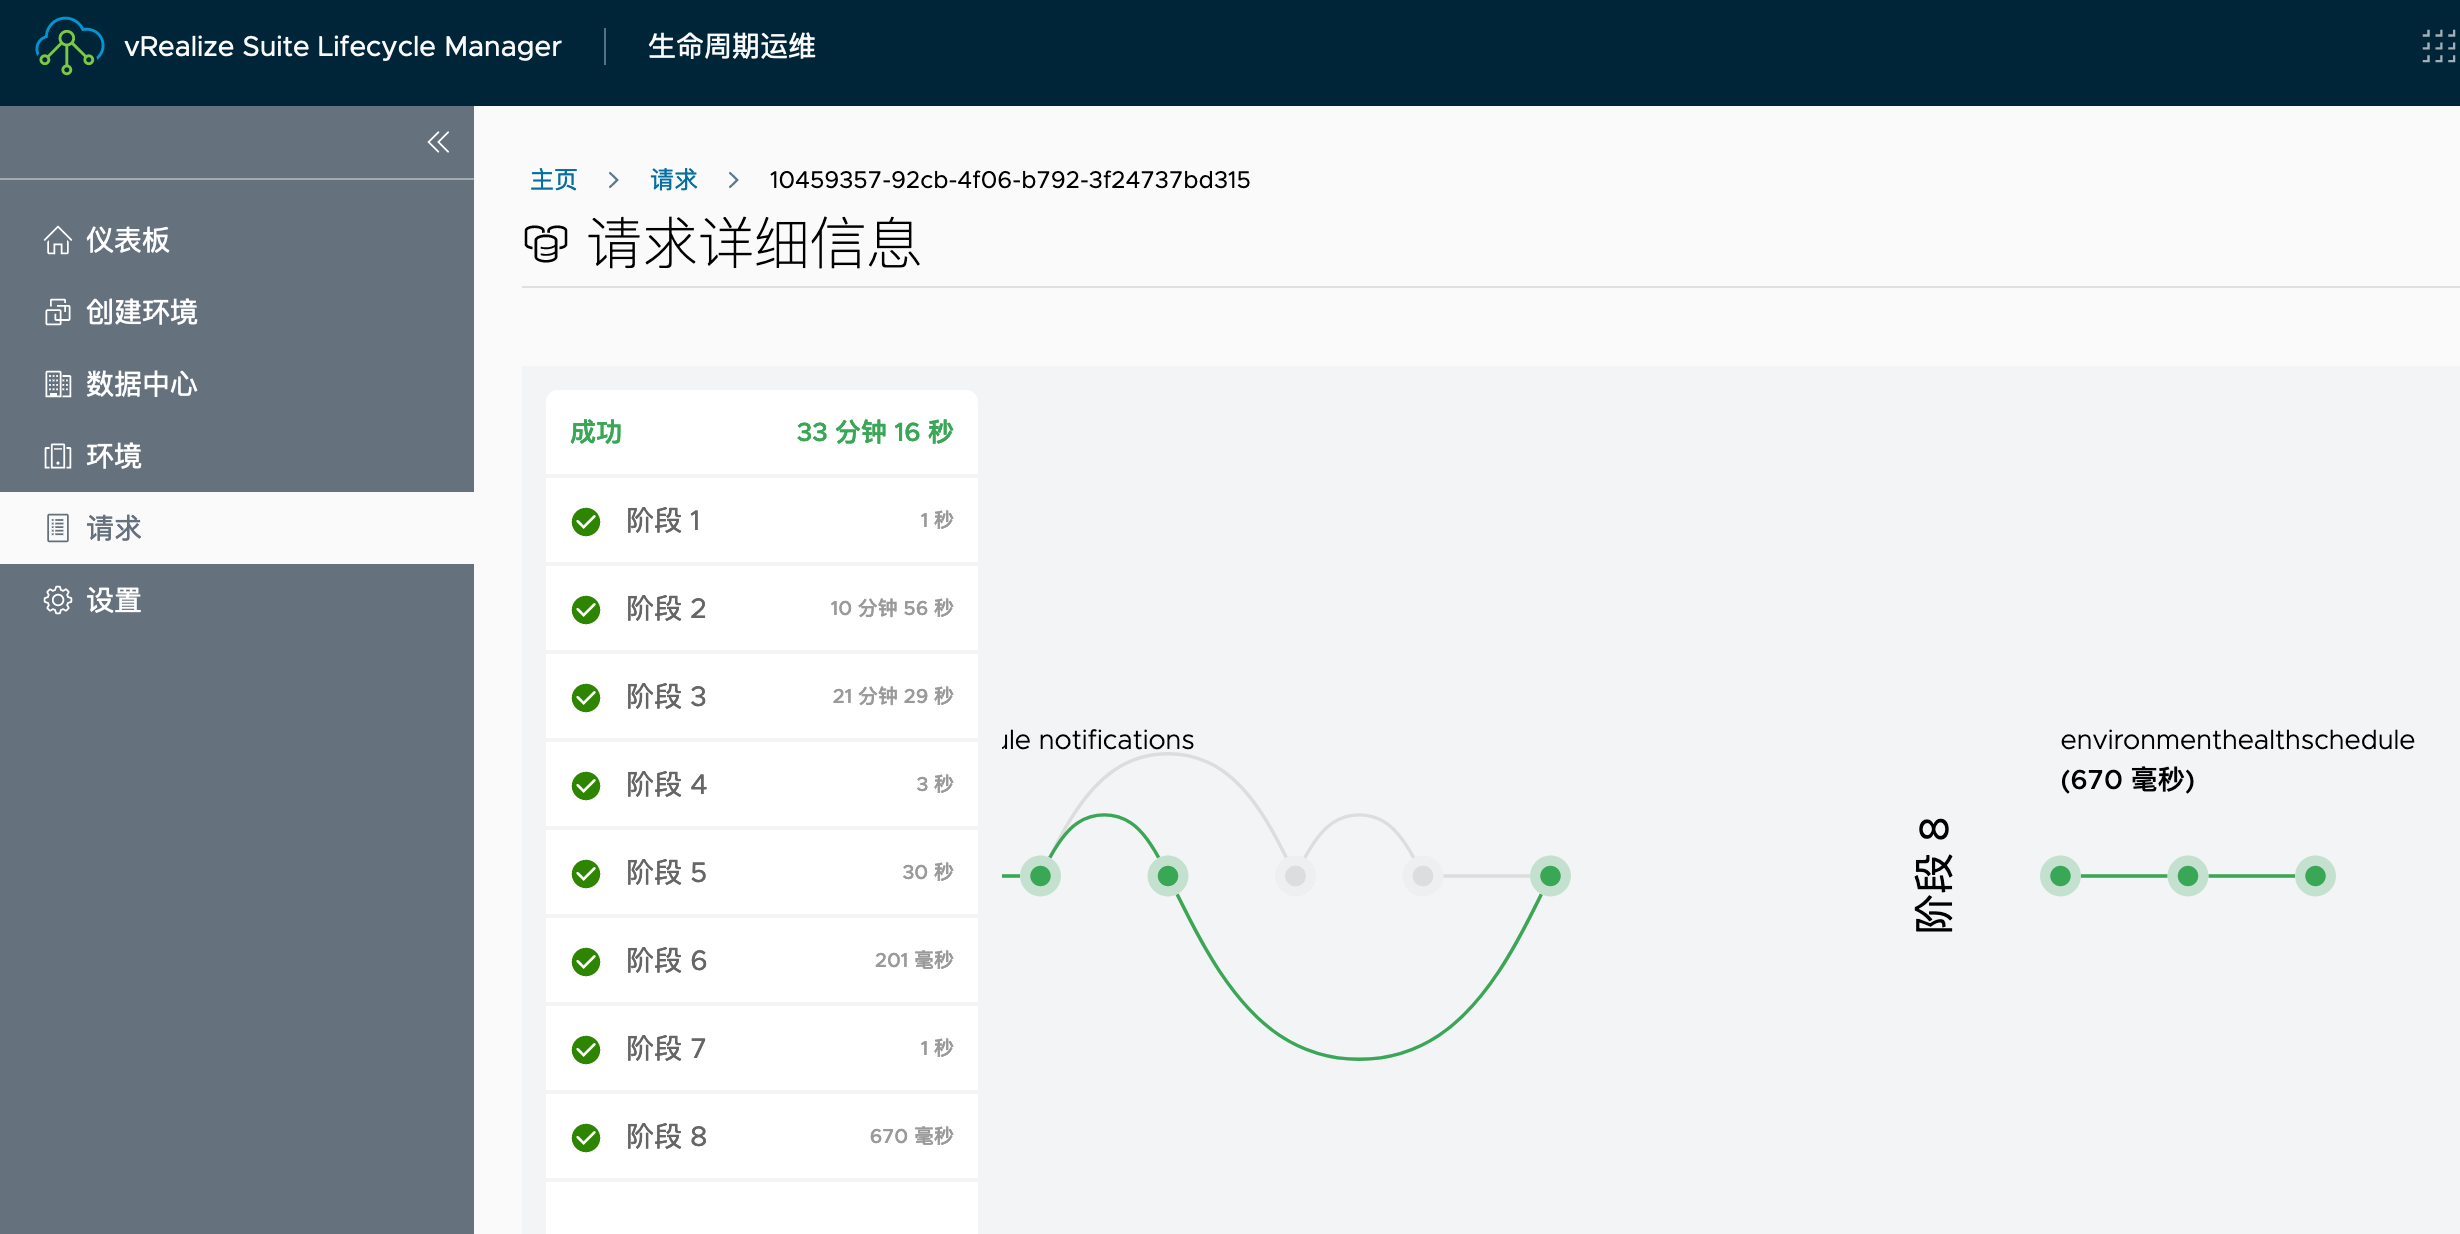 vRealize Suite Lifecycle Manager
生命周期运维
仪表板
创建环境
数据中心
环境
请求
设置
主页 > 请求 > 10459357-92cb-4f06-b792-3f24737bd315
请求详细信息
成功 33 分钟 16 秒
阶段 1 1 秒
阶段 2 10 分钟 56 秒
阶段 3 21 分钟 29 秒
阶段 4 3 秒
阶段 5 30 秒
阶段 6 201 毫秒
阶段 7 1 秒
阶段 8 670 毫秒
ule notifications
阶段 8
environmenthealthschedule
(670 毫秒)